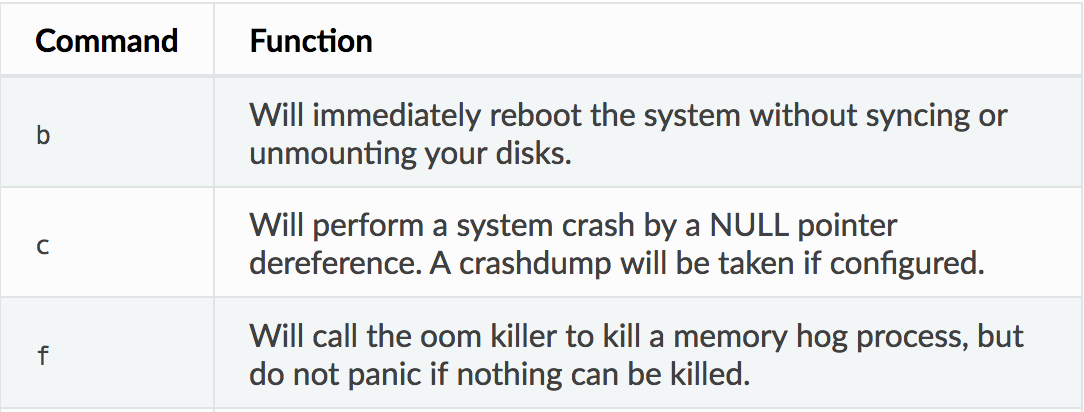 Command Function
b Will immediately reboot the system without syncing or
unmounting your disks.
c Will perform a system crash by a NULL pointer
dereference. A crashdump will be taken if configured.
f Will call the oom killer to kill a memory hog process, but
do not panic if nothing can be killed.